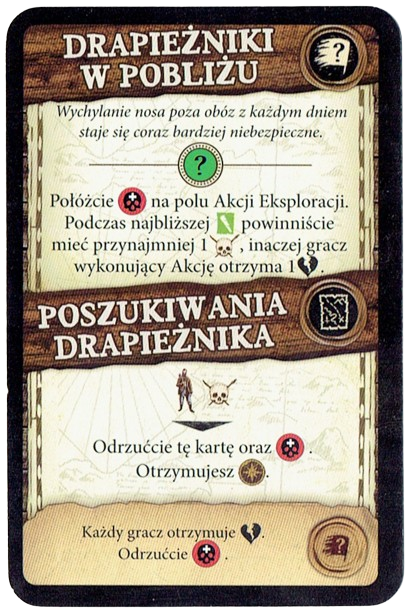 DRAPIEŻNIKI
W POBLIŻU
?
Wychylanie nosa poza obóz z każdym dniem
staje się coraz bardziej niebezpieczne.
?
Połóżcie na polu Akcji Eksploracji.
Podczas najbliższej powinniście
mieć przynajmniej 1 , inaczej gracz
wykonujący Akcję otrzyma 1 .
POSZUKIWANIA
DRAPIEŻNIKA
Odrzućcie tę kartę oraz .
Otrzymujesz .
Każdy gracz otrzymuje .
Odrzućcie .
?